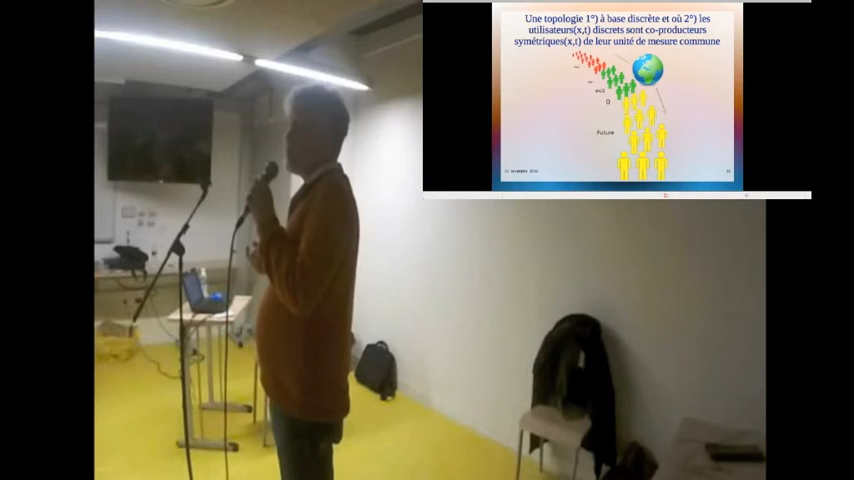 Une topologie 1°) à base discrète et où 2°) les
utilisateurs(x,t) discrets sont co-producteurs
symétriques(x,t) de leur unité de mesure commune
0
Future